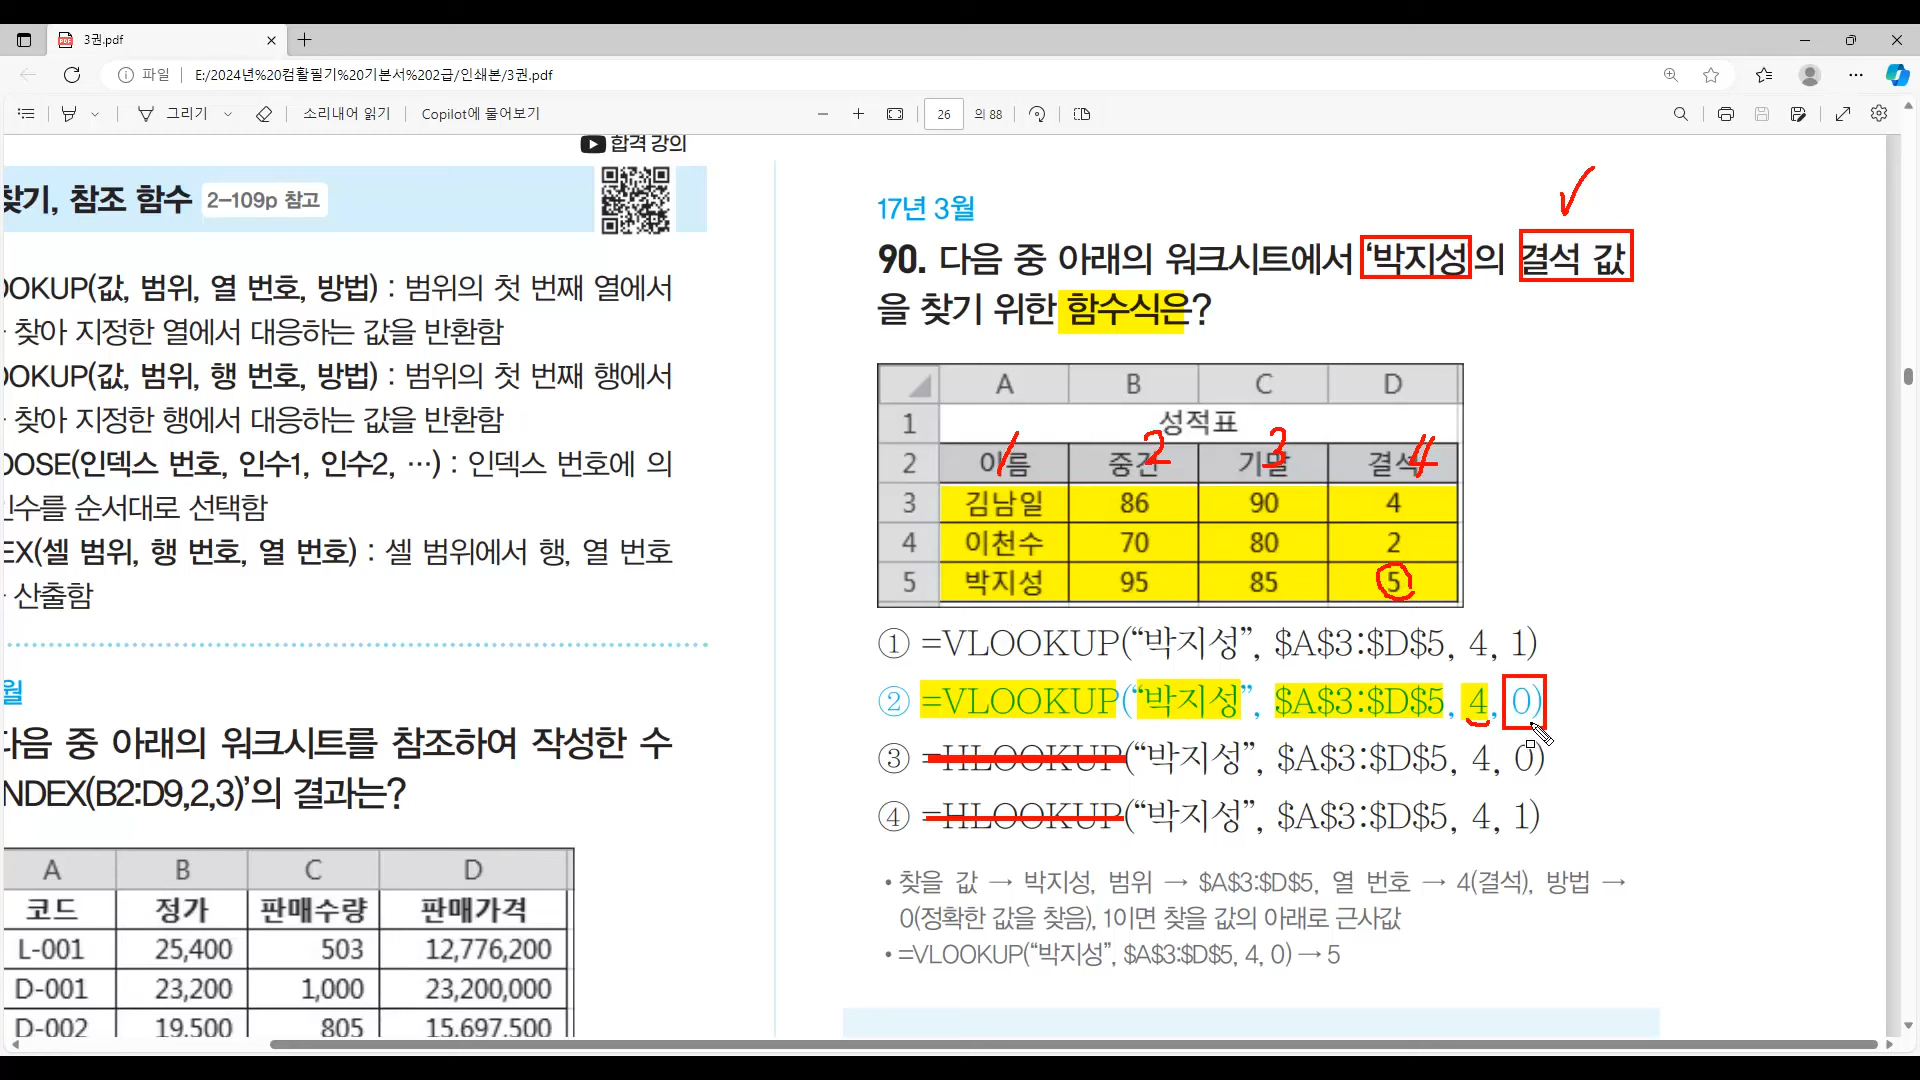 3권.pdf
파일 E:/2024년%20컴활필기%20기본서%202급/인쇄본/3권.pdf
그리기 소리내어 읽기 Copilot에 물어보기 26 의 88
합격 강의
찾기, 참조 함수 2-109p 참고
OOKUP(값, 범위, 열 번호, 방법) : 범위의 첫 번째 열에서
찾아 지정한 열에서 대응하는 값을 반환함
OOKUP(값, 범위, 행 번호, 방법) : 범위의 첫 번째 행에서
찾아 지정한 행에서 대응하는 값을 반환함
OOSE(인덱스 번호, 인수1, 인수2, …) : 인덱스 번호에 의
인수를 순서대로 선택함
EX(셀 범위, 행 번호, 열 번호) : 셀 범위에서 행, 열 번호
산출함
월
다음 중 아래의 워크시트를 참조하여 작성한 수
NDEX(B2:D9,2,3)’의 결과는?
A B C D
코드 정가 판매수량 판매가격
L-001 25,400 503 12,776,200
D-001 23,200 1,000 23,200,000
D-002 19,500 805 15,697,500
17년 3월
90. 다음 중 아래의 워크시트에서 ‘박지성의 결석 값
을 찾기 위한 함수식은?
A B C D
1 성적표
1 2 3 4
2 이름 중간 기말 결석
3 김남일 86 90 4
4 이천수 70 80 2
5 박지성 95 85 5
① =VLOOKUP(“박지성”, $A$3:$D$5, 4, 1)
② =VLOOKUP(“박지성”, $A$3:$D$5, 4, 0)
③ =HLOOKUP(“박지성”, $A$3:$D$5, 4, 0)
④ =HLOOKUP(“박지성”, $A$3:$D$5, 4, 1)
• 찾을 값 → 박지성, 범위 → $A$3:$D$5, 열 번호 → 4(결석), 방법 →
0(정확한 값을 찾음), 1이면 찾을 값의 아래로 근사값
• =VLOOKUP(“박지성”, $A$3:$D$5, 4, 0) → 5